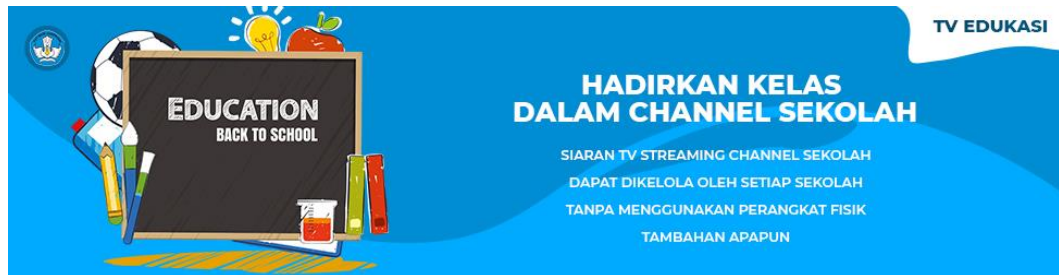 TV EDUKASI
EDUCATION
BACK TO SCHOOL
HADIRKAN KELAS
DALAM CHANNEL SEKOLAH
SIARAN TV STREAMING CHANNEL SEKOLAH
DAPAT DIKELOLA OLEH SETIAP SEKOLAH
TANPA MENGGUNAKAN PERANGKAT FISIK
TAMBAHAN APAPUN